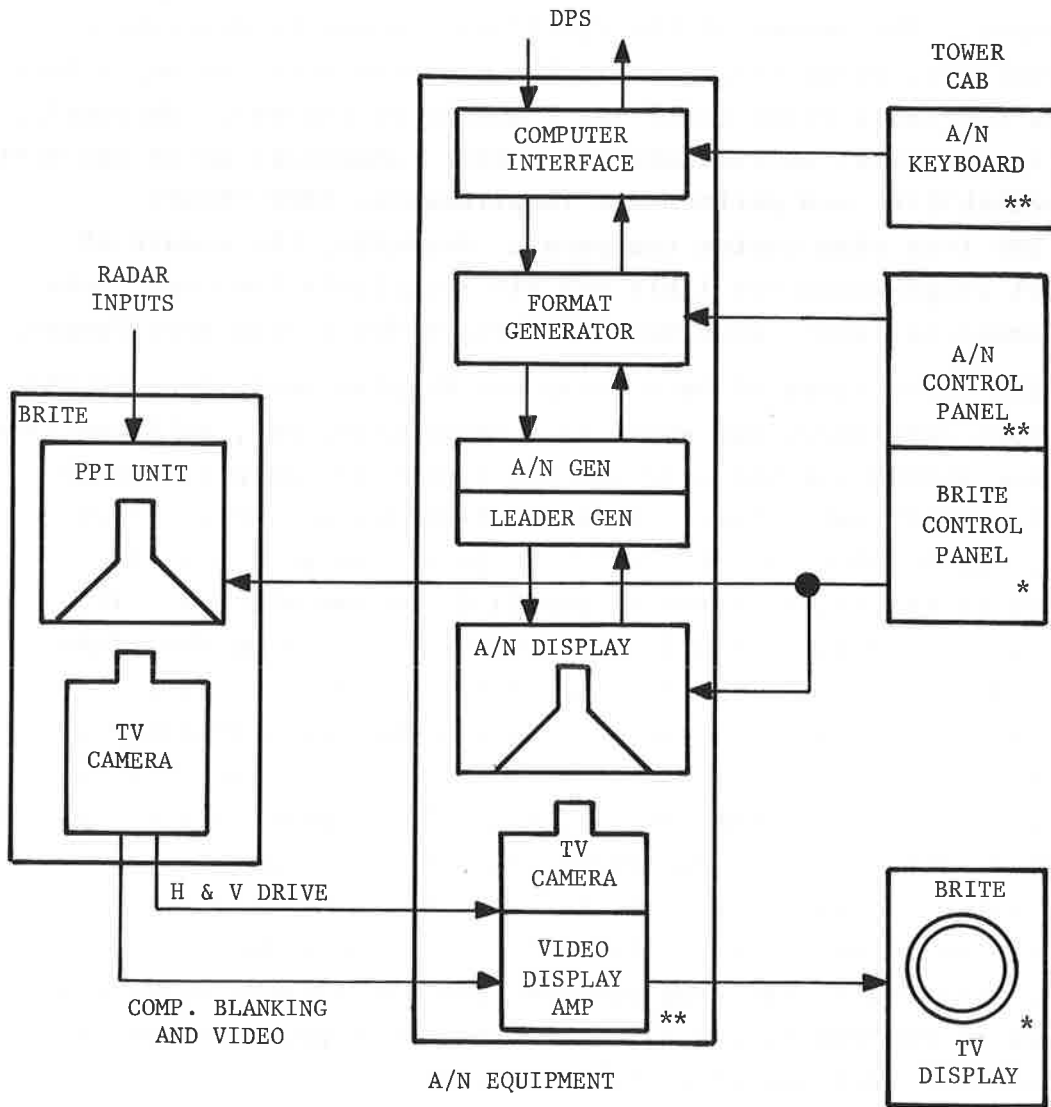 DPS
TOWER
CAB
COMPUTER
INTERFACE
A/N
KEYBOARD
**
RADAR
INPUTS
FORMAT
GENERATOR
A/N
CONTROL
PANEL
**
BRITE
PPI UNIT
A/N GEN
LEADER GEN
BRITE
CONTROL
PANEL
*
A/N DISPLAY
TV
CAMERA
TV
CAMERA
H & V DRIVE
VIDEO
DISPLAY
AMP
**
BRITE
*
TV
DISPLAY
COMP. BLANKING
AND VIDEO
A/N EQUIPMENT